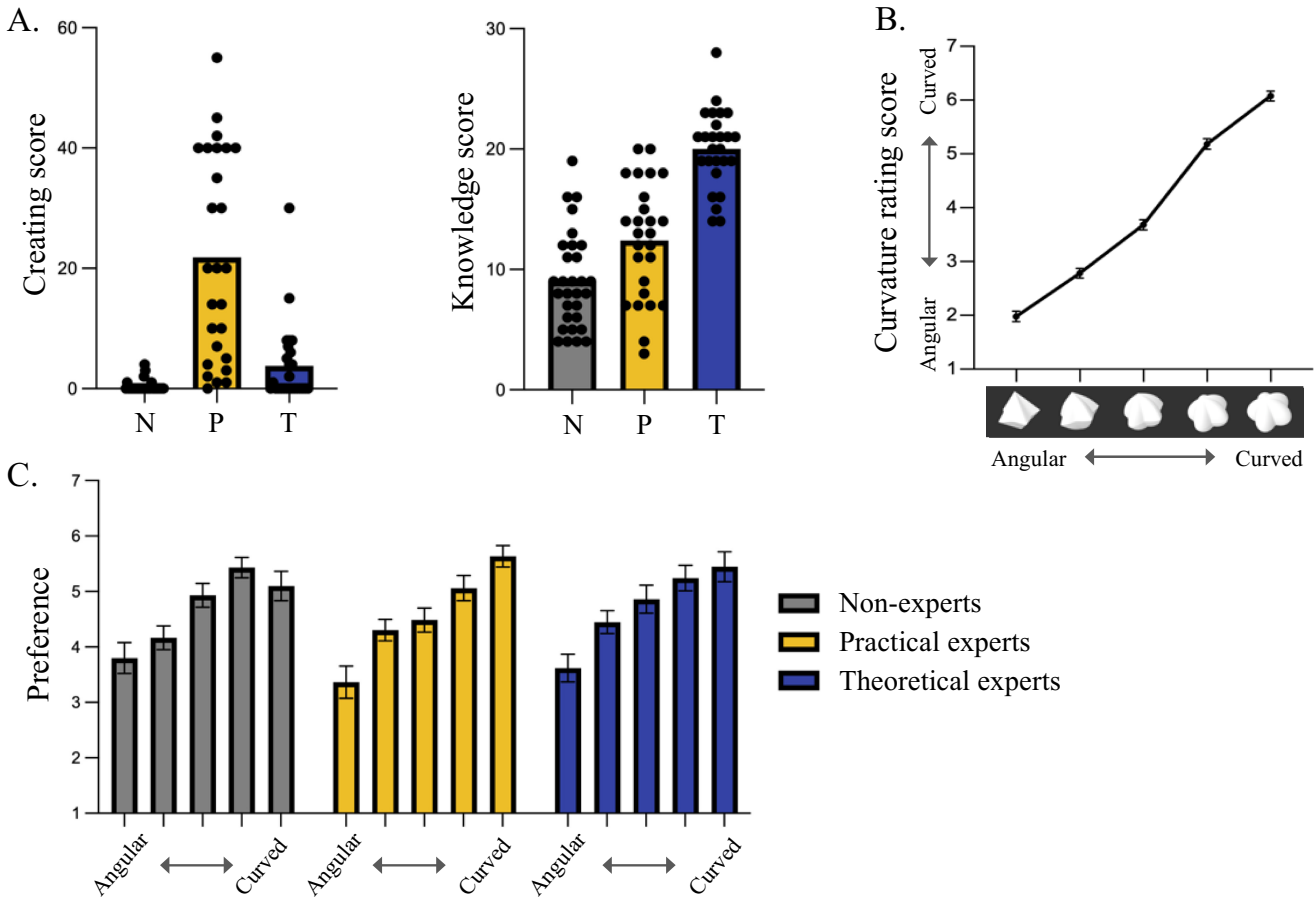 A.
60
40
20
0
Creating score
N P T
30
20
10
0
Knowledge score
N P T
B.
7
6
5
4
3
2
1
Curvature rating score
Angular
Curved
Angular Curved
C.
7
6
5
4
3
2
1
Preference
Angular Curved Angular Curved Angular Curved
Non-experts
Practical experts
Theoretical experts